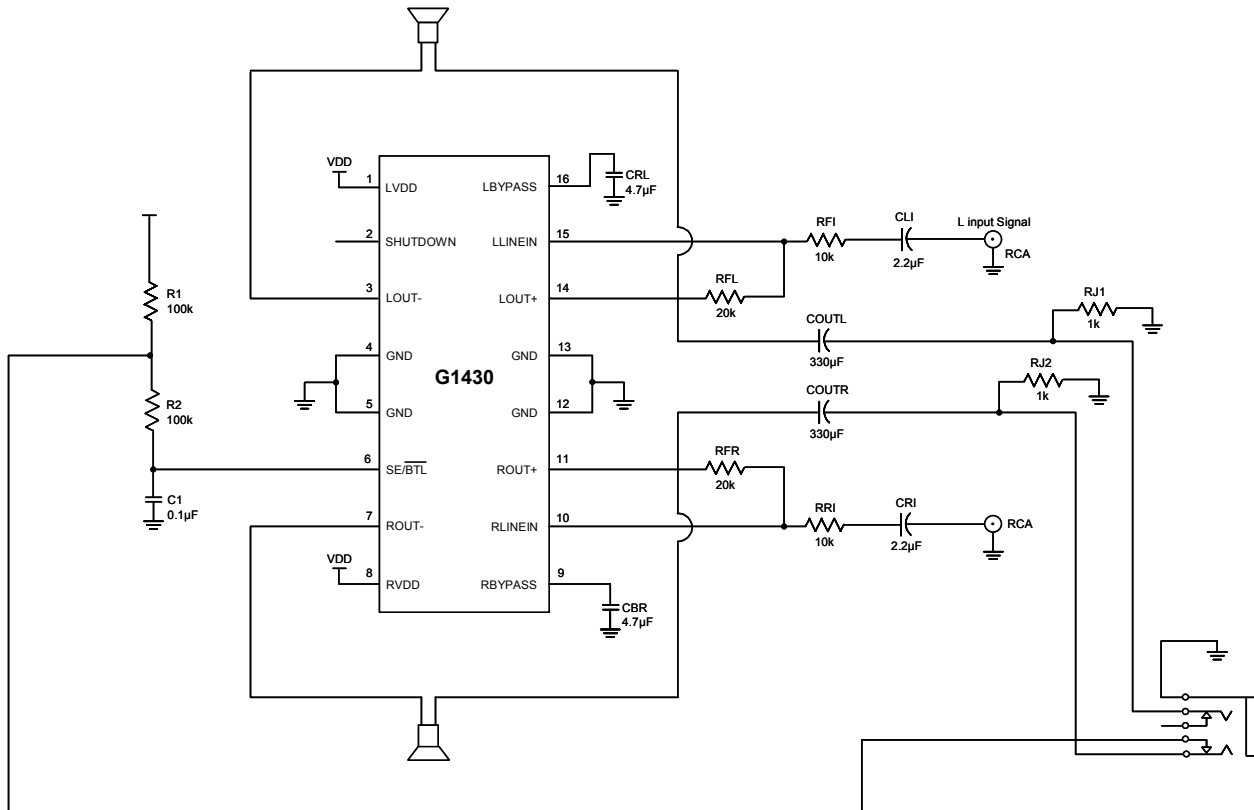 VDD
1
LVDD
LBYPASS
16
CRL
4.7µF
2
SHUTDOWN
LLINEIN
15
RFI
10k
CLI
2.2µF
L input Signal
RCA
R1
100k
3
LOUT-
LOUT+
14
RFL
20k
COUTL
330µF
RJ1
1k
4
GND
GND
13
G1430
RJ2
1k
R2
100k
5
GND
GND
12
COUTR
330µF
6
SE/BTL
ROUT+
11
RFR
20k
C1
0.1µF
7
ROUT-
RLINEIN
10
RRI
10k
CRI
2.2µF
RCA
VDD
8
RVDD
RBYPASS
9
CBR
4.7µF